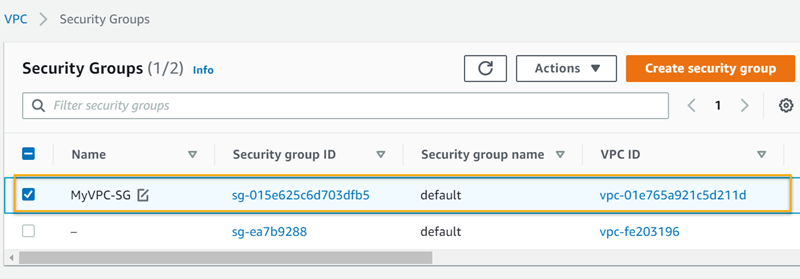 VPC > Security Groups
Security Groups (1/2) Info
Actions ▼ Create security group
Filter security groups
< 1 >
Name Security group ID Security group name VPC ID
MyVPC-SG sg-015e625c6d703dfb5 default vpc-01e765a921c5d211d
– sg-ea7b9288 default vpc-fe203196